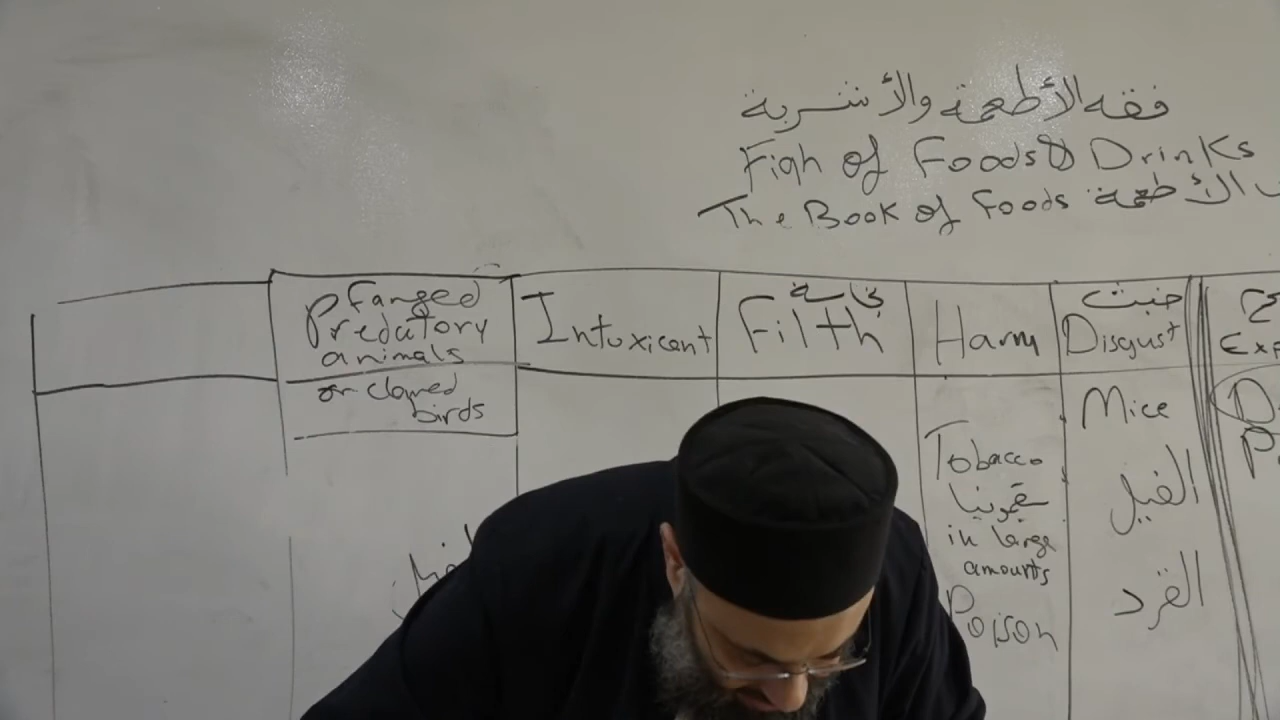 فقه الأطعمة والأشربة
Fiqh of Foods & Drinks
The Book of Foods الأطعمة
Fanged
Predatory
animals
or clawed
birds
Intoxicant
نجاسة
Filth
Harm
Tobacco
سقمونيا
in large
amounts
Poison
خبث
Disgust
Mice
الفيل
القرد